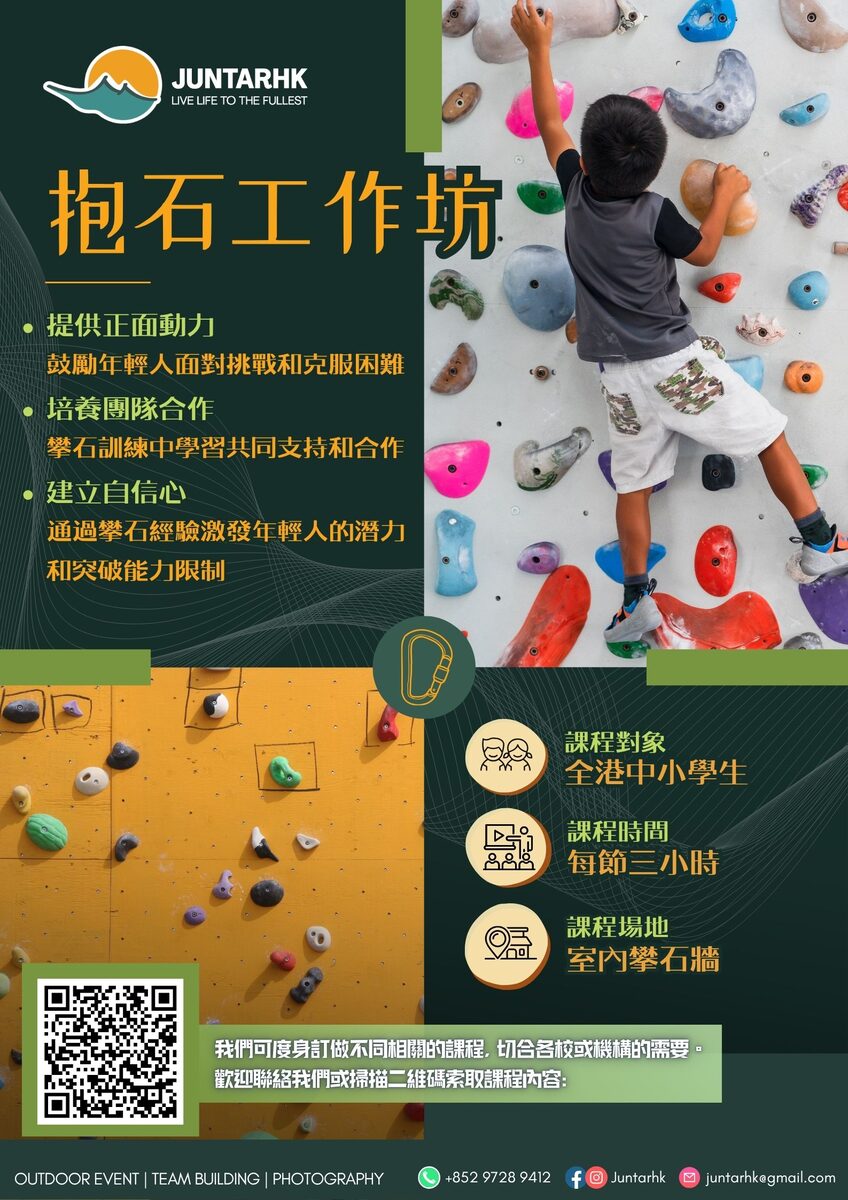 JUNTARHK
LIVE LIFE TO THE FULLEST
抱石工作坊
• 提供正面動力
鼓勵年輕人面對挑戰和克服困難
• 培養團隊合作
攀石訓練中學習共同支持和合作
• 建立自信心
通過攀石經驗激發年輕人的潛力
和突破能力限制
課程對象
全港中小學生
課程時間
每節三小時
課程場地
室內攀石牆
我們可度身訂做不同相關的課程, 切合各校或機構的需要。
歡迎聯絡我們或掃描二維碼索取課程內容:
OUTDOOR EVENT | TEAM BUILDING | PHOTOGRAPHY
+852 9728 9412
Juntarhk
juntarhk@gmail.com